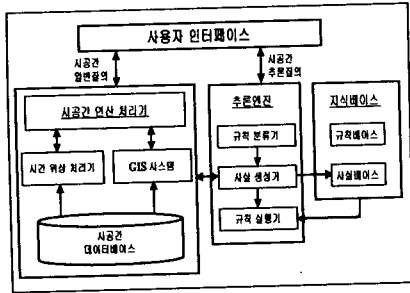 사용자 인터페이스
시공간
일반질의
시공간
추론질의
시공간 연산 처리기
시간 위상 처리기
GIS 시스템
시공간
데이터베이스
추론엔진
규칙 분류기
사실 생성기
규칙 실행기
지식베이스
규칙베이스
사실베이스